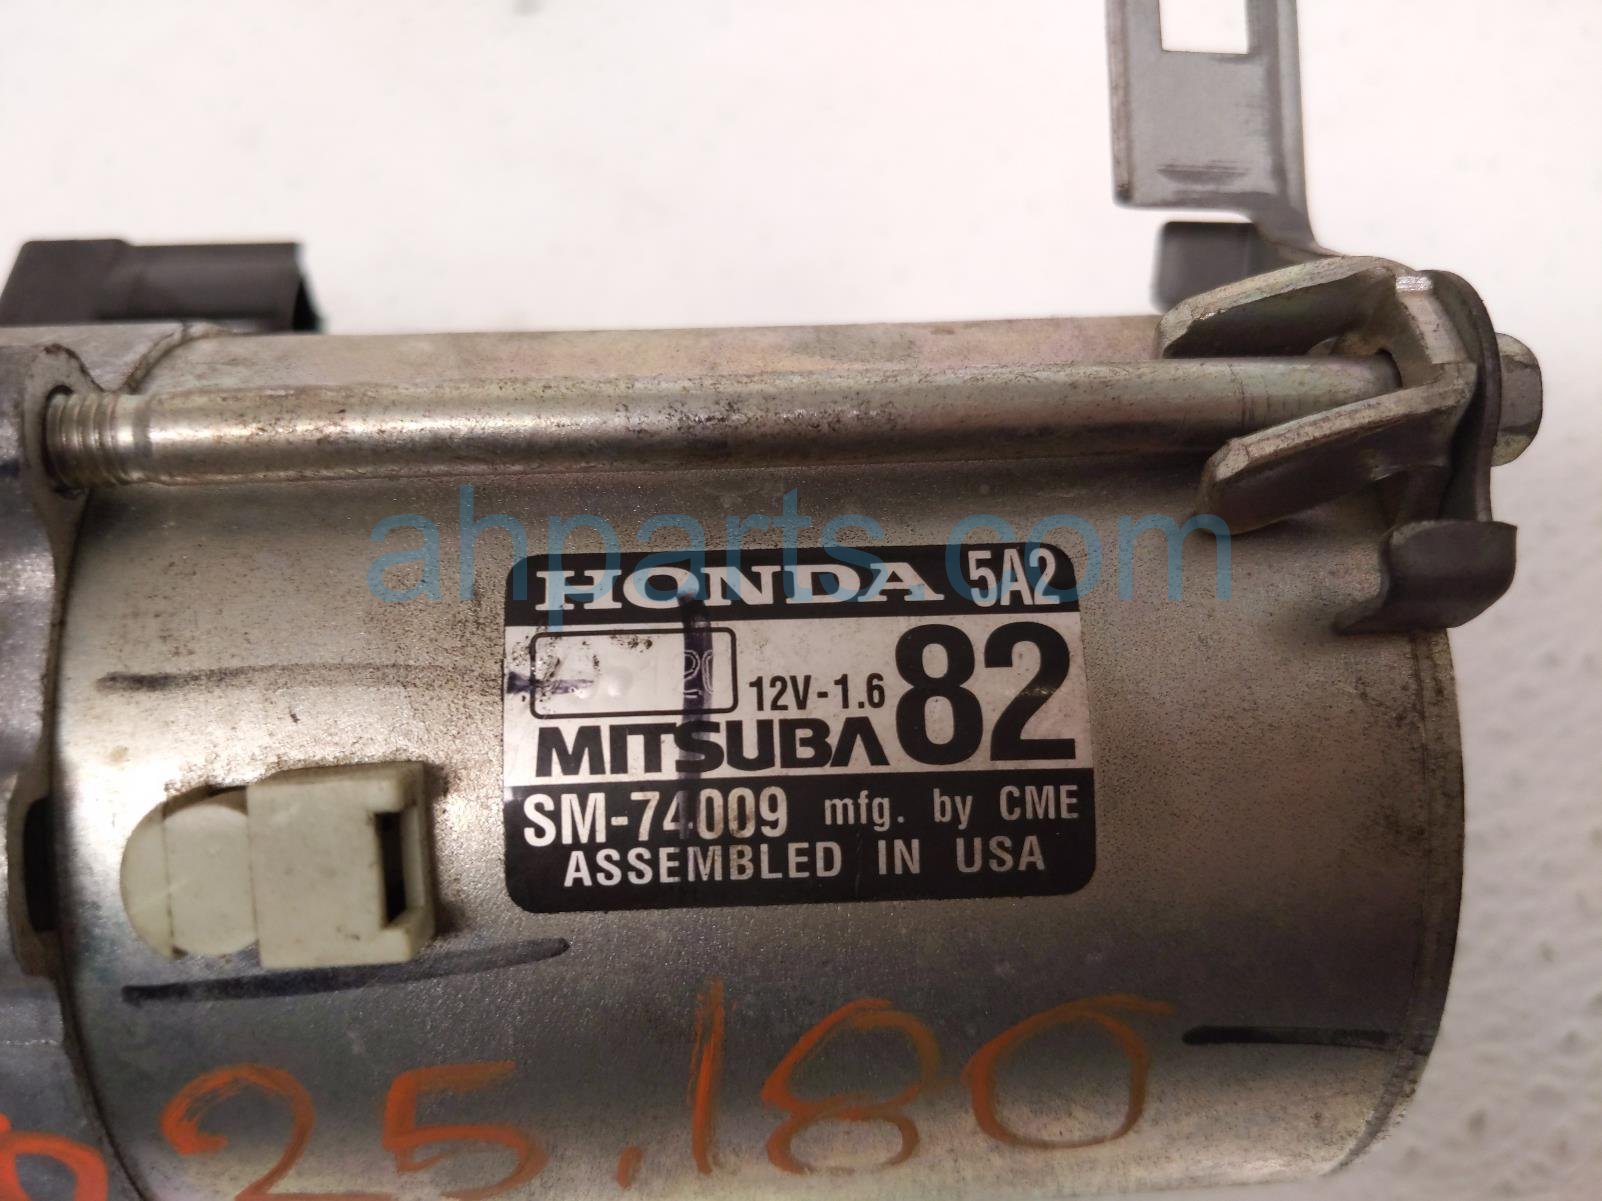 ahparts.com
HONDA 5A2
12V-1.6 82
MITSUBA
SM-74009 mfg. by CME
ASSEMBLED IN USA
25,180